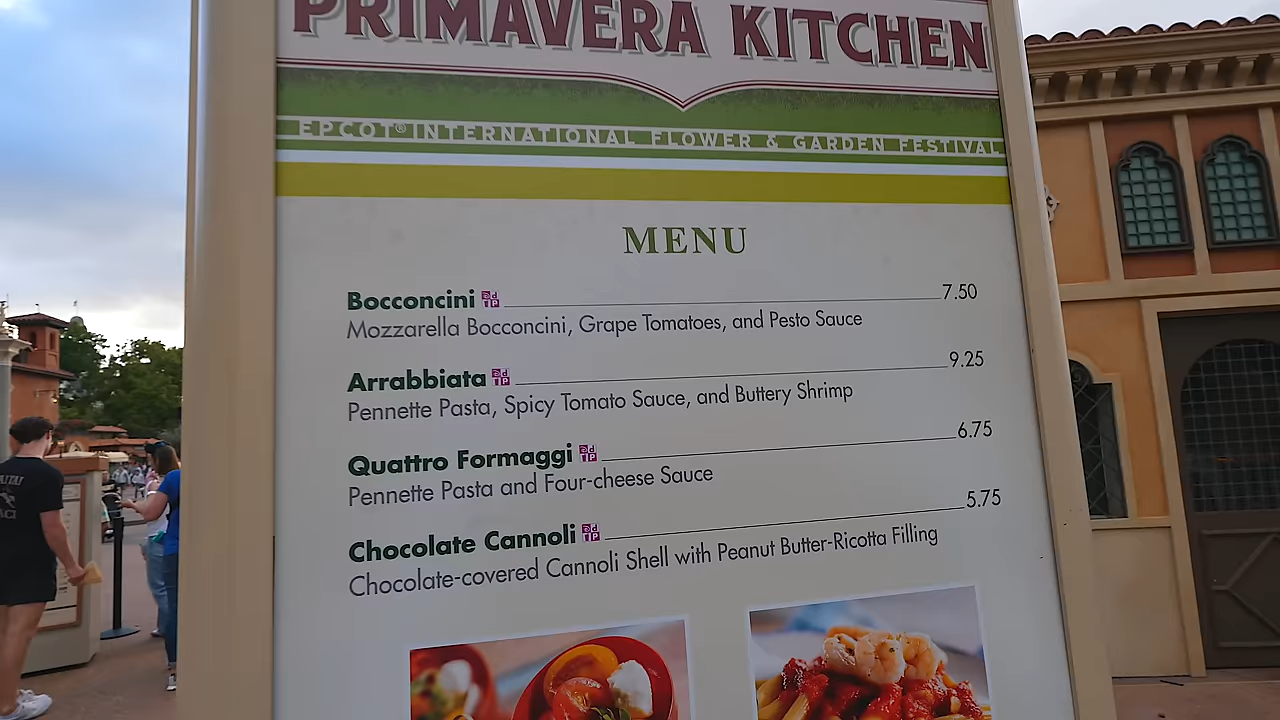 PRIMAVERA KITCHEN
EPCOT® INTERNATIONAL FLOWER & GARDEN FESTIVAL
MENU
Bocconcini 7.50
Mozzarella Bocconcini, Grape Tomatoes, and Pesto Sauce
Arrabbiata 9.25
Pennette Pasta, Spicy Tomato Sauce, and Buttery Shrimp
Quattro Formaggi 6.75
Pennette Pasta and Four-cheese Sauce
Chocolate Cannoli 5.75
Chocolate-covered Cannoli Shell with Peanut Butter-Ricotta Filling